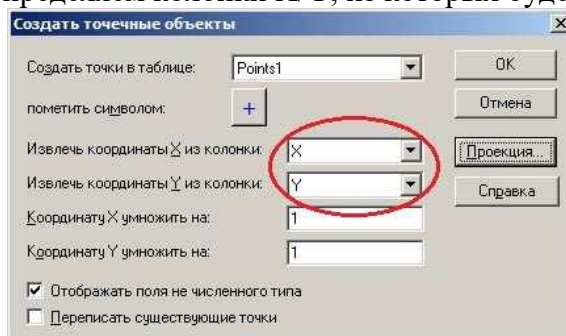 Создать точечные объекты
Создать точки в таблице: Points1 OK
пометить символом: + Отмена
Извлечь координаты X из колонки: X Проекция...
Извлечь координаты Y из колонки: Y Справка
Координату X умножить на: 1
Координату Y умножить на: 1
Отображать поля не численного типа
Переписать существующие точки